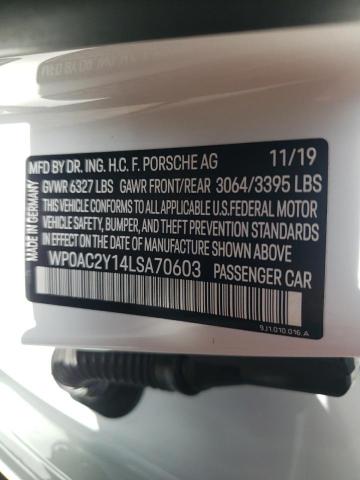 MFD BY DR. ING. H.C. F. PORSCHE AG 11/19
GVWR 6327 LBS GAWR FRONT/REAR 3064/3395 LBS
THIS VEHICLE CONFORMS TO ALL APPLICABLE U.S. FEDERAL MOTOR
VEHICLE SAFETY, BUMPER, AND THEFT PREVENTION STANDARDS
IN EFFECT ON THE DATE OF MANUFACTURE SHOWN ABOVE.
WP0AC2Y14LSA70603 PASSENGER CAR
MADE IN GERMANY
9J1.010.016.A